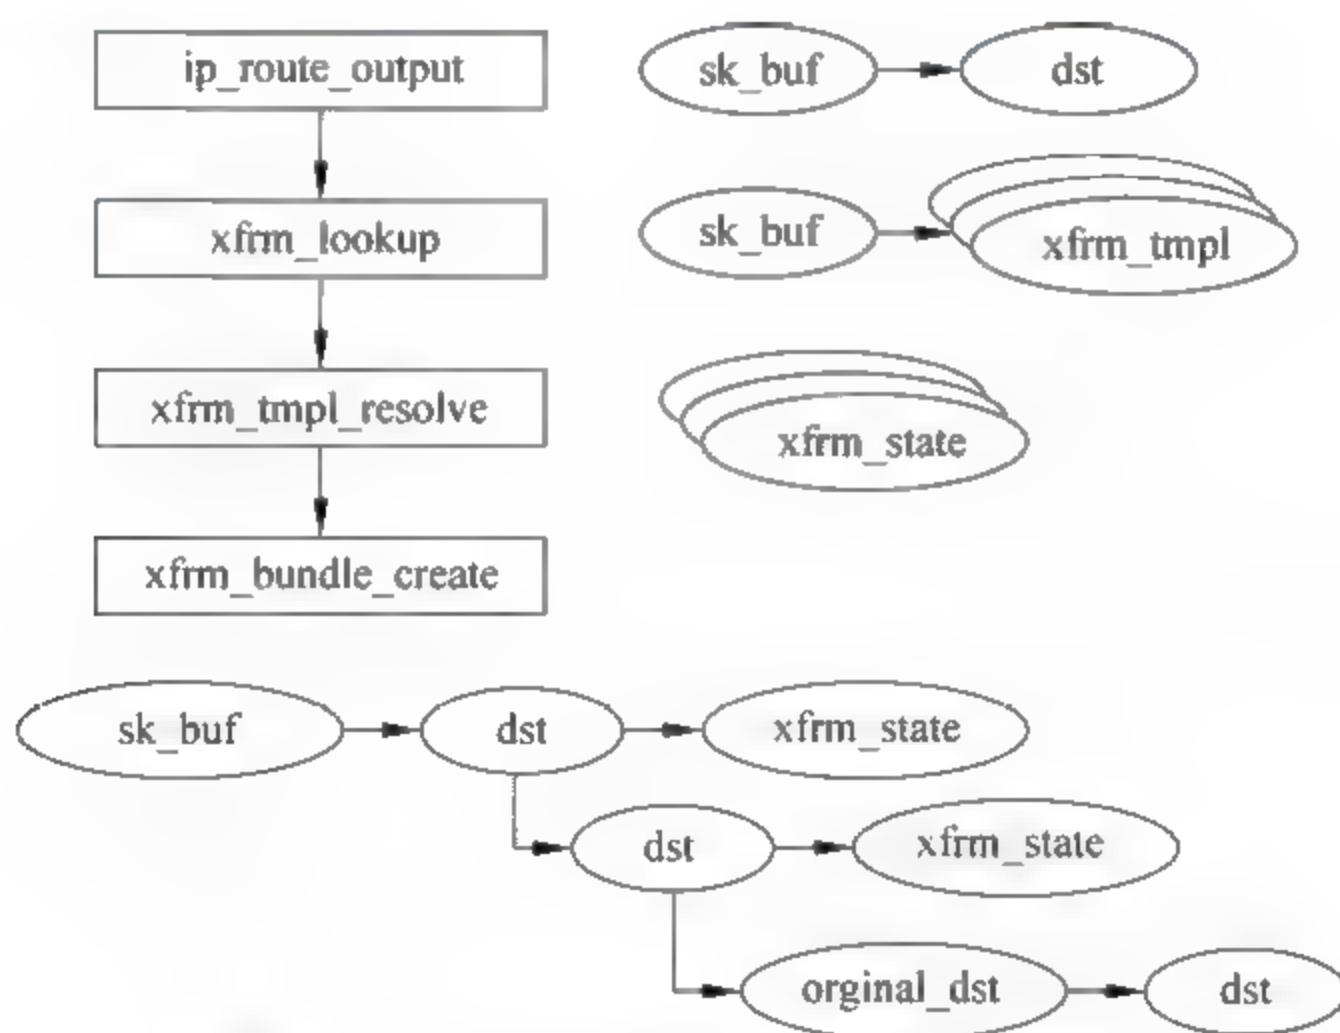 ip_route_output
sk_buf
dst
xfrm_lookup
sk_buf
xfrm_tmpl
xfrm_tmpl_resolve
xfrm_state
xfrm_bundle_create
sk_buf
dst
xfrm_state
dst
xfrm_state
orginal_dst
dst